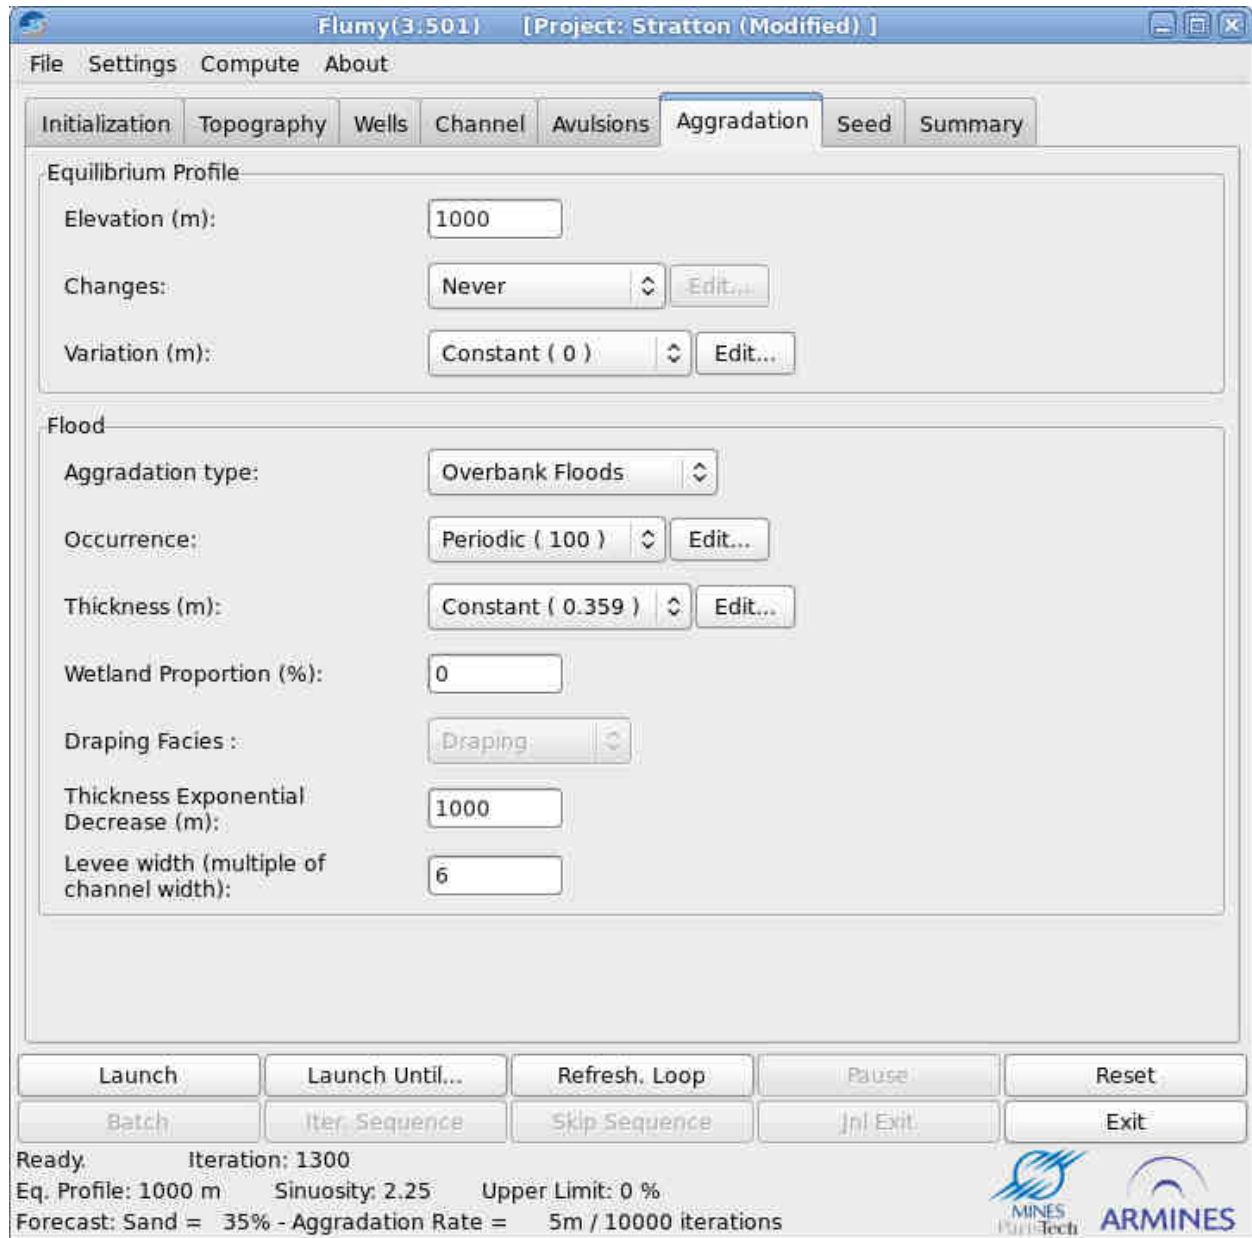 Flumy(3:501) [Project: Stratton (Modified) ]
File Settings Compute About
Initialization Topography Wells Channel Avulsions Aggradation Seed Summary
Equilibrium Profile
Elevation (m): 1000
Changes: Never Edit...
Variation (m): Constant ( 0 ) Edit...
Flood
Aggradation type: Overbank Floods
Occurrence: Periodic ( 100 ) Edit...
Thickness (m): Constant ( 0.359 ) Edit...
Wetland Proportion (%): 0
Draping Facies : Draping
Thickness Exponential
Decrease (m): 1000
Levee width (multiple of
channel width): 6
Launch Launch Until... Refresh. Loop Pause Reset
Batch Iter. Sequence Skip Sequence Jnl Exit Exit
Ready. Iteration: 1300
Eq. Profile: 1000 m Sinuosity: 2.25 Upper Limit: 0 %
Forecast: Sand = 35% - Aggradation Rate = 5m / 10000 iterations
MINES
ParisTech
ARMINES